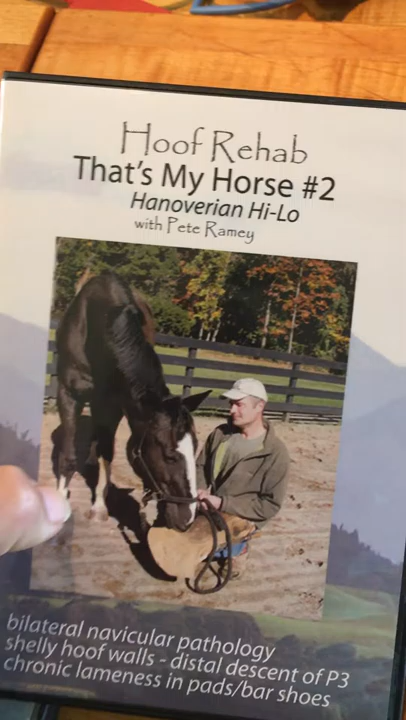 Hoof Rehab
That's My Horse #2
Hanoverian Hi-Lo
with Pete Ramey
bilateral navicular pathology
shelly hoof walls - distal descent of P3
chronic lameness in pads/bar shoes